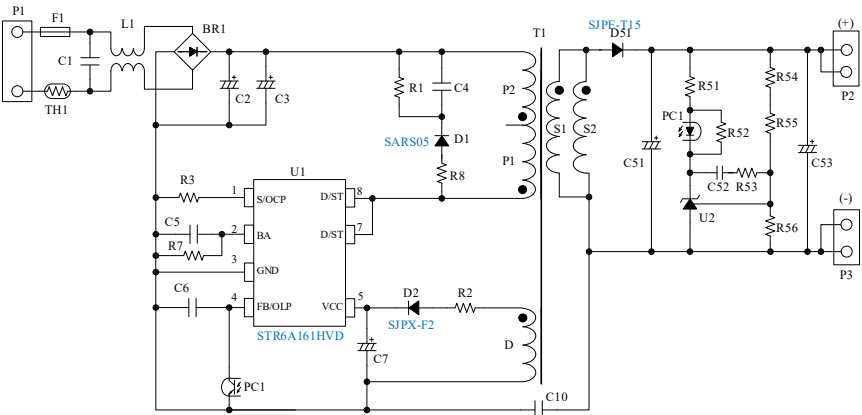 P1
F1
L1
BR1
C1
TH1
C2
C3
R1
C4
SARS05
D1
R8
T1
P2
P1
S1
S2
SJPE-T15
D51
R51
PC1
R52
C51
C52
R53
U2
R54
R55
R56
C53
(+)
P2
(-)
P3
U1
R3
1
S/OCP
D/ST
8
C5
R7
2
BA
D/ST
7
3
GND
C6
4
FB/OLP
VCC
5
STR6A161HVD
D2
SJPX-F2
R2
C7
D
PC1
C10